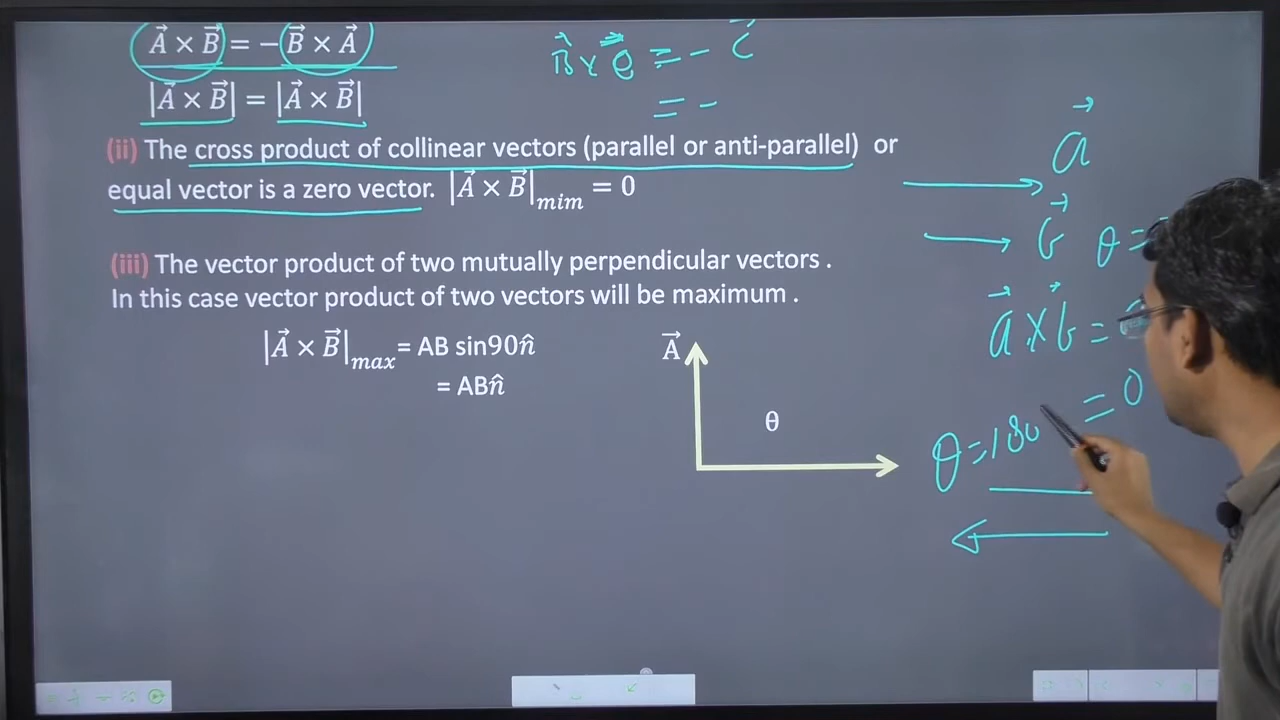 A⃗ × B⃗ = −B⃗ × A⃗
|A⃗ × B⃗| = |A⃗ × B⃗|
= − C⃗
= −
(ii) The cross product of collinear vectors (parallel or anti-parallel) or
equal vector is a zero vector. |A⃗ × B⃗|mim = 0
(iii) The vector product of two mutually perpendicular vectors .
In this case vector product of two vectors will be maximum .
|A⃗ × B⃗|max = AB sin90n̂
= ABn̂
A⃗
θ
a⃗
b⃗ θ =
a⃗ × b⃗ =
= 0
θ = 180